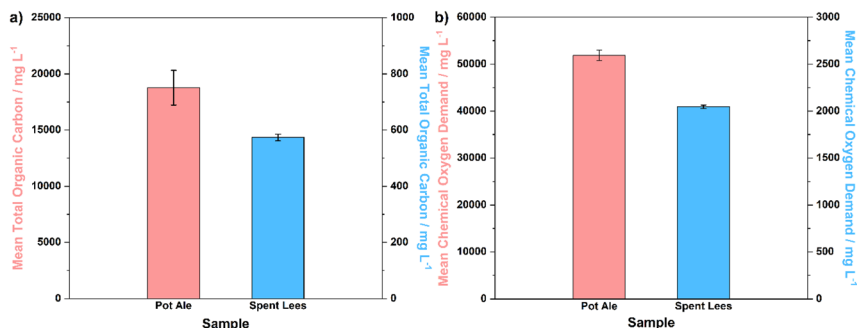 a)
25000
20000
15000
10000
5000
0
Mean Total Organic Carbon / mg L-1
1000
800
600
400
200
0
Mean Total Organic Carbon / mg L-1
Pot Ale
Spent Lees
Sample
b)
60000
50000
40000
30000
20000
10000
0
Mean Chemical Oxygen Demand / mg L-1
3000
2500
2000
1500
1000
500
0
Mean Chemical Oxygen Demand / mg L-1
Pot Ale
Spent Lees
Sample